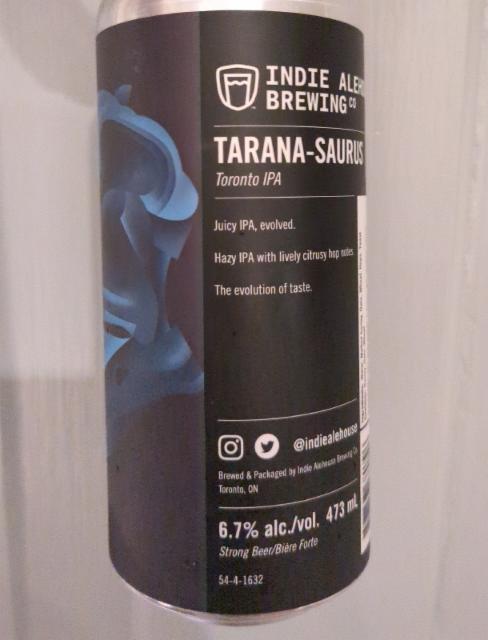 INDIE ALEH
BREWING CO
TARANA-SAURUS
Toronto IPA
Juicy IPA, evolved.
Hazy IPA with lively citrusy hop notes.
The evolution of taste.
@indiealehouse
Brewed & Packaged by Indie Alehouse Brewing Co.
Toronto, ON
6.7% alc./vol. 473 mL
Strong Beer/Bière Forte
54-4-1632